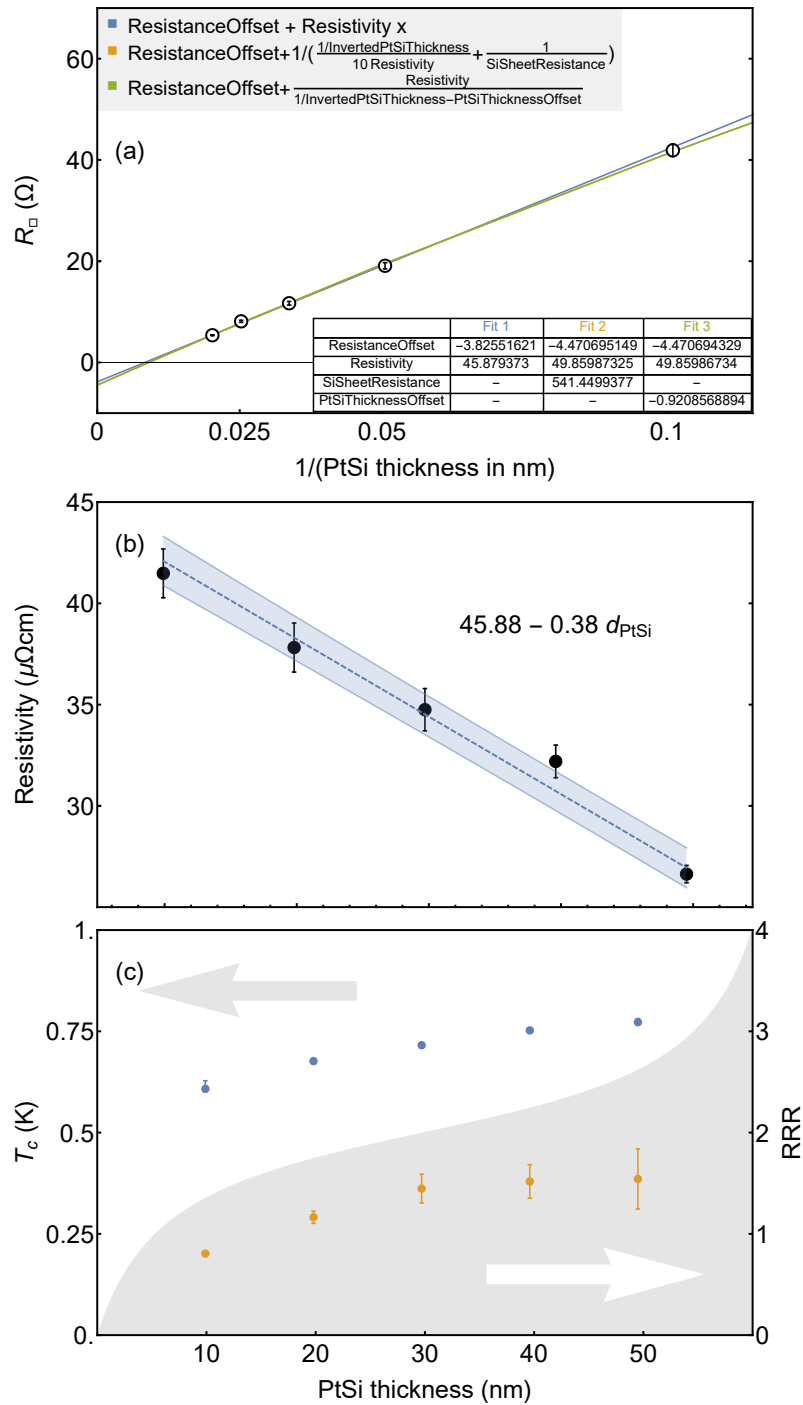 ResistanceOffset + Resistivity x
ResistanceOffset+1/(1/InvertedPtSiThickness/10 Resistivity+1/SiSheetResistance)
ResistanceOffset+Resistivity/1/InvertedPtSiThickness−PtSiThicknessOffset
(a)
60
40
20
0
R□ (Ω)
Fit 1 Fit 2 Fit 3
ResistanceOffset −3.82551621 −4.470695149 −4.470694329
Resistivity 45.879373 49.85987325 49.85986734
SiSheetResistance – 541.4499377 –
PtSiThicknessOffset – – −0.9208568894
0 0.025 0.05 0.1
1/(PtSi thickness in nm)
(b)
45
40
35
30
Resistivity (μΩcm)
45.88 − 0.38 dPtSi
(c)
1.
0.75
0.5
0.25
0.
Tc (K)
4
3
2
1
0
RRR
10 20 30 40 50
PtSi thickness (nm)